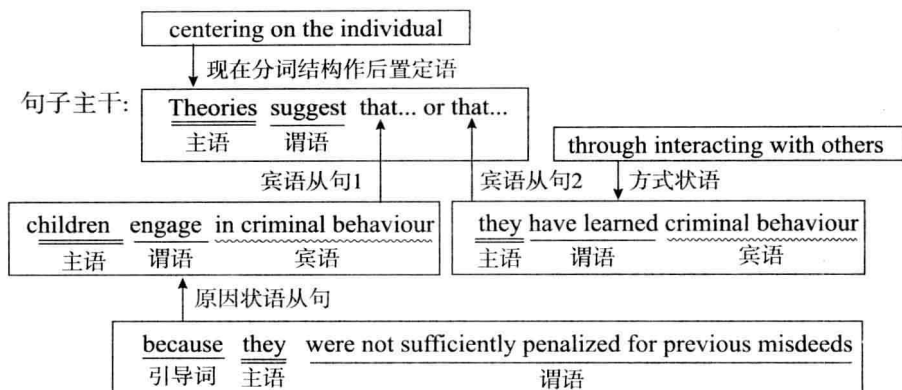 centering on the individual
现在分词结构作后置定语
句子主干: Theories suggest that... or that...
主语 谓语
through interacting with others
宾语从句1 宾语从句2 方式状语
children engage in criminal behaviour
主语 谓语 宾语
they have learned criminal behaviour
主语 谓语 宾语
原因状语从句
because they were not sufficiently penalized for previous misdeeds
引导词 主语 谓语